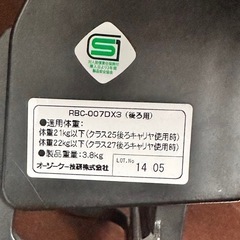 RBC-007DX3（後ろ用）
●適用体重:
体重21kg以下（クラス25後ろキャリヤ使用時）
体重22kg以下（クラス27後ろキャリヤ使用時）
●製品重量:3.8kg
オージーケー技研株式会社
LOT.No
14 05